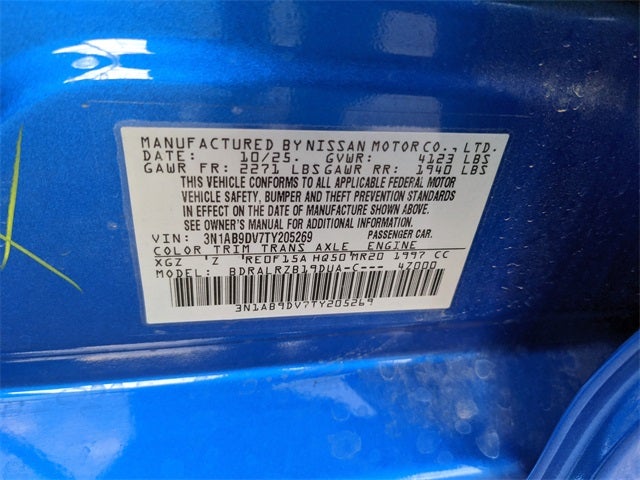 MANUFACTURED BY NISSAN MOTOR CO., LTD.
DATE: 10/25. GVWR: 4123 LBS
GAWR FR: 2271 LBS GAWR RR: 1940 LBS
THIS VEHICLE CONFORMS TO ALL APPLICABLE FEDERAL MOTOR
VEHICLE SAFETY, BUMPER AND THEFT PREVENTION STANDARDS
IN EFFECT ON THE DATE OF MANUFACTURE SHOWN ABOVE.
SEE OWNER'S MANUAL FOR ADDITIONAL INFORMATION.
VIN: 3N1AB9DV7TY205269 PASSENGER CAR.
COLOR TRIM TRANS AXLE ENGINE
XGZ 'Z 'RE0F15A HQ50'MR20 1997 CC
MODEL: BDRALRZB19DUA-C--- 4Z000
3N1AB9DV7TY205269